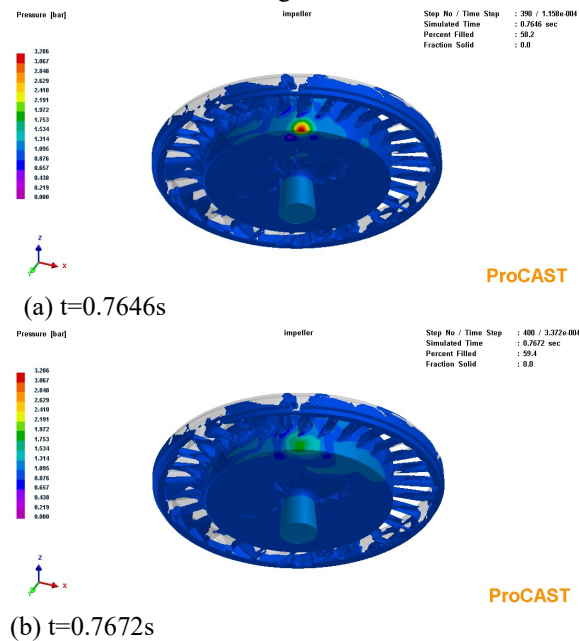 Pressure [bar]
impeller
Step No / Time Step : 390 / 1.158e-004
Simulated Time : 0.7646 sec
Percent Filled : 58.2
Fraction Solid : 0.0
3.286
3.067
2.848
2.629
2.410
2.191
1.972
1.753
1.534
1.314
1.095
0.876
0.657
0.438
0.219
0.000
Z
Y
X
ProCAST
(a) t=0.7646s
Pressure [bar]
impeller
Step No / Time Step : 400 / 3.372e-004
Simulated Time : 0.7672 sec
Percent Filled : 59.4
Fraction Solid : 0.0
3.286
3.067
2.848
2.629
2.410
2.191
1.972
1.753
1.534
1.314
1.095
0.876
0.657
0.438
0.219
0.000
Z
Y
X
ProCAST
(b) t=0.7672s